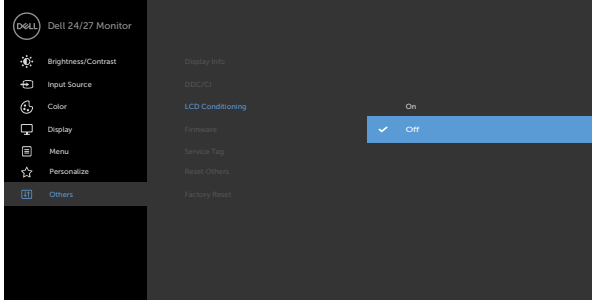 DELL
Dell 24/27 Monitor
Brightness/Contrast
Input Source
Color
Display
Menu
Personalize
Others
Display Info
DDC/CI
LCD Conditioning
Firmware
Service Tag
Reset Others
Factory Reset
On
Off